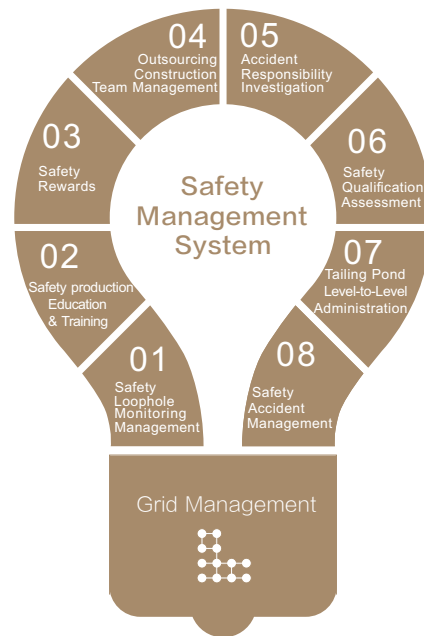 04
Outsourcing
Construction
Team Management
05
Accident
Responsibility
Investigation
03
Safety
Rewards
06
Safety
Qualification
Assessment
Safety
Management
System
02
Safety production
Education
& Training
07
Tailing Pond
Level-to-Level
Administration
01
Safety
Loophole
Monitoring
Management
08
Safety
Accident
Management
Grid Management